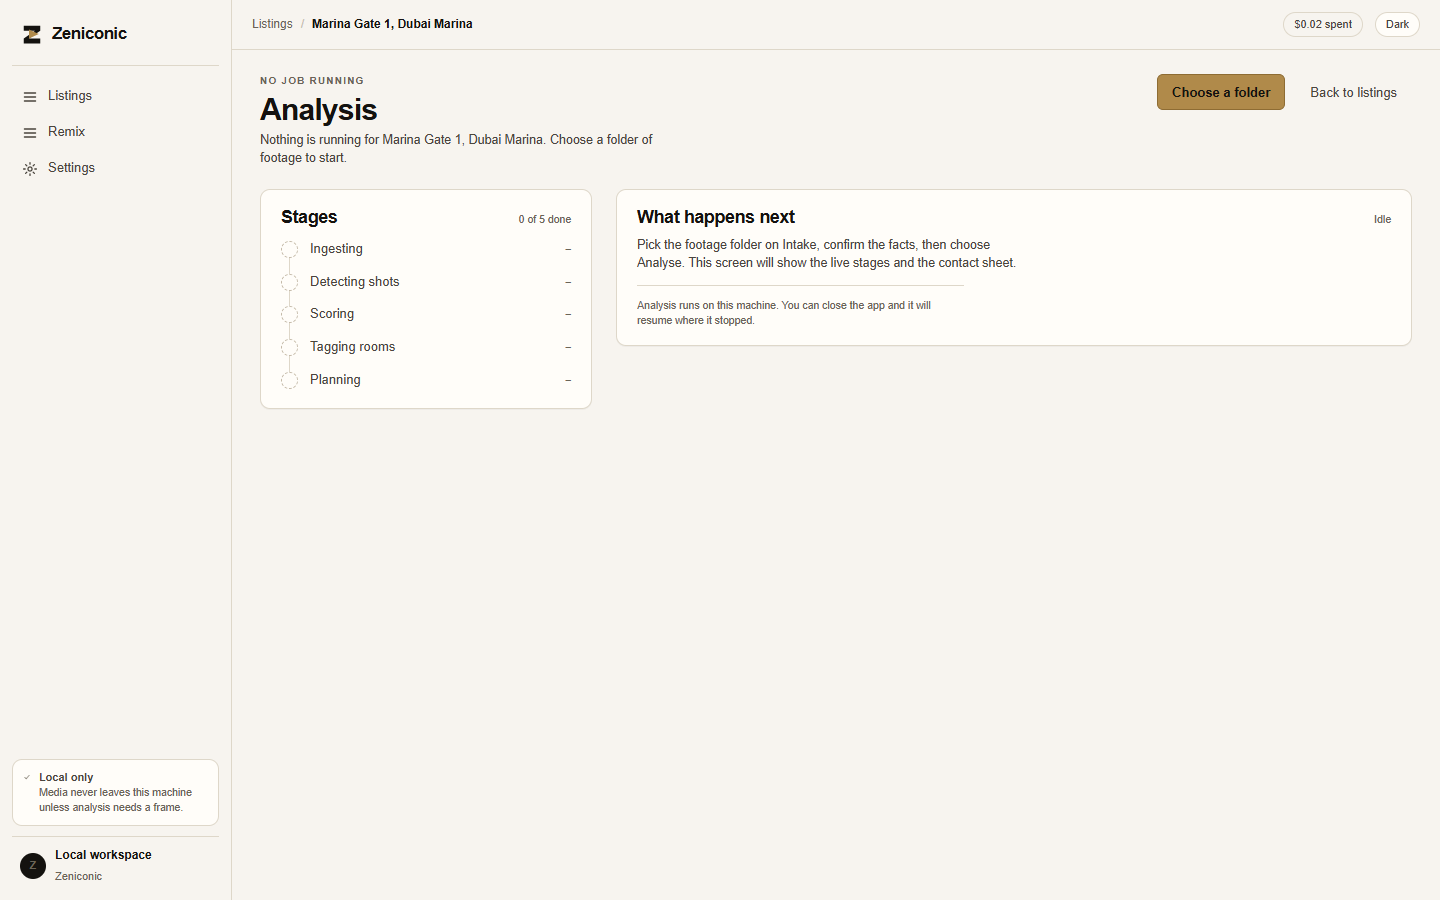 Zeniconic
Listings
Remix
Settings
Local only
Media never leaves this machine
unless analysis needs a frame.
Z
Local workspace
Zeniconic
Listings / Marina Gate 1, Dubai Marina
$0.02 spent
Dark
NO JOB RUNNING
Analysis
Nothing is running for Marina Gate 1, Dubai Marina. Choose a folder of
footage to start.
Choose a folder
Back to listings
Stages
0 of 5 done
Ingesting –
Detecting shots –
Scoring –
Tagging rooms –
Planning –
What happens next
Idle
Pick the footage folder on Intake, confirm the facts, then choose
Analyse. This screen will show the live stages and the contact sheet.
Analysis runs on this machine. You can close the app and it will
resume where it stopped.